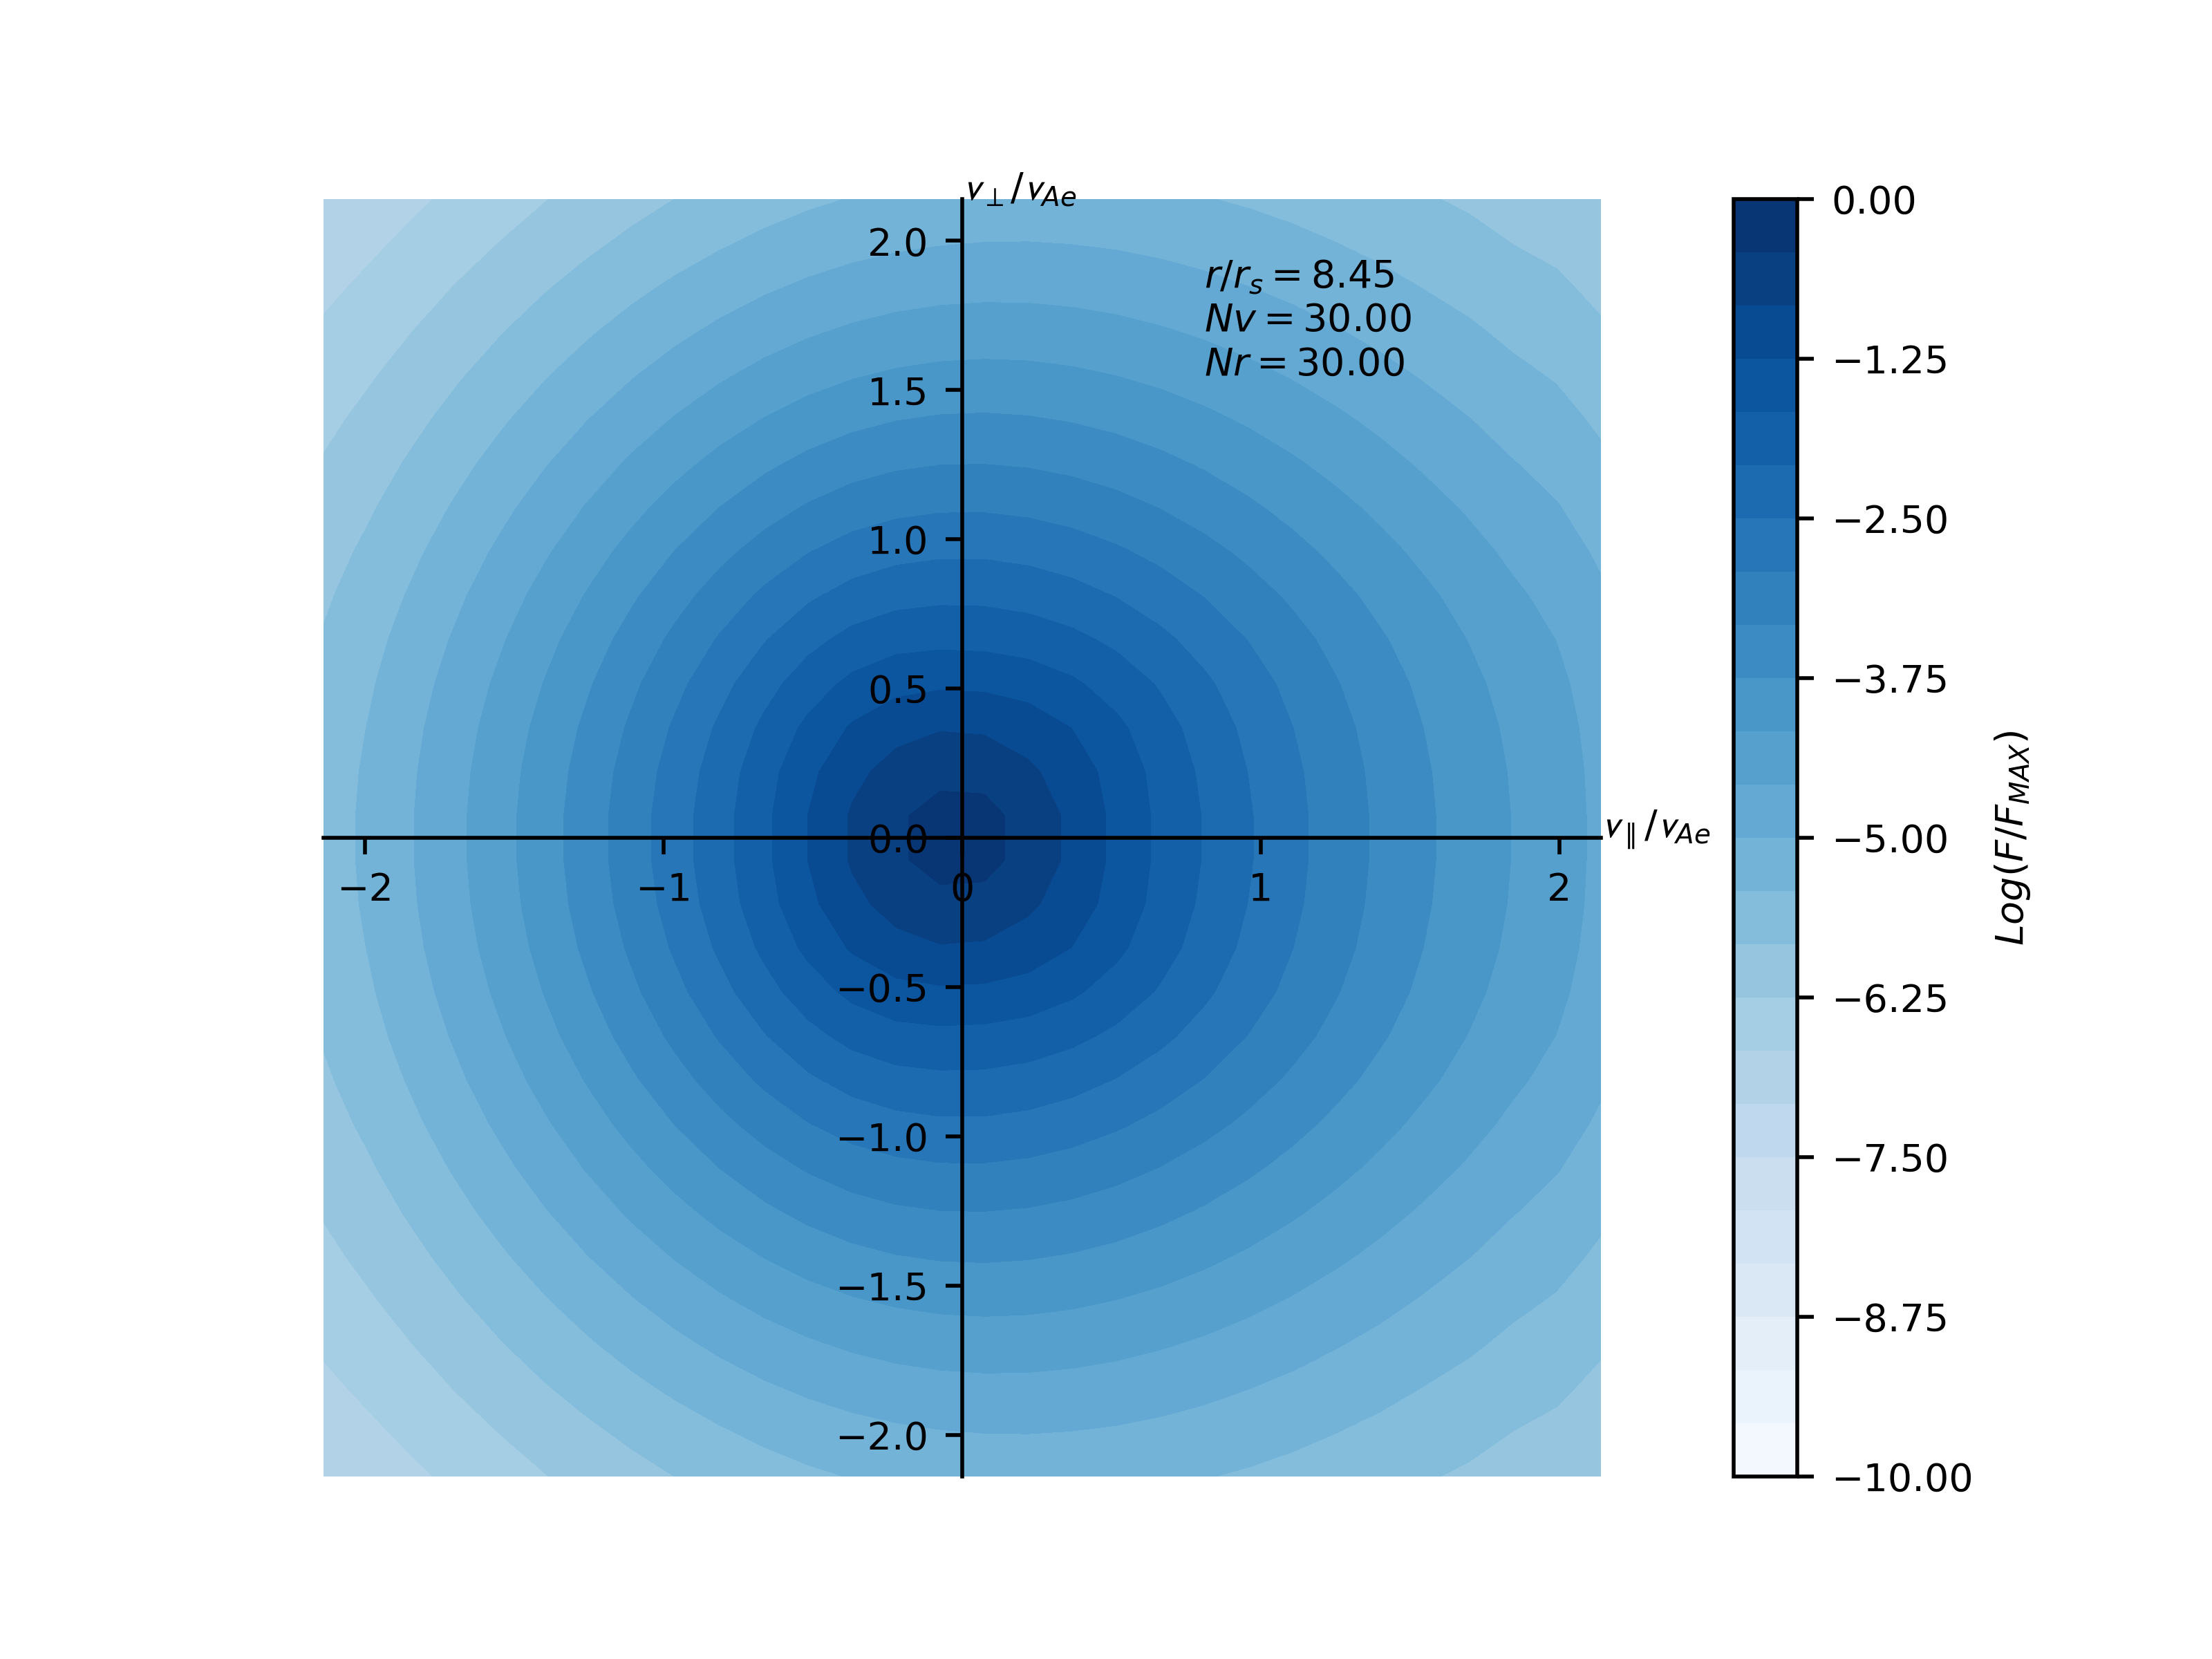 v⊥/vAe
r/rs = 8.45
Nv = 30.00
Nr = 30.00
2.0
1.5
1.0
0.5
0.0
−0.5
−1.0
−1.5
−2.0
−2 −1 0 1 2
v∥/vAe
0.00
−1.25
−2.50
−3.75
−5.00
−6.25
−7.50
−8.75
−10.00
Log(F/FMAX)